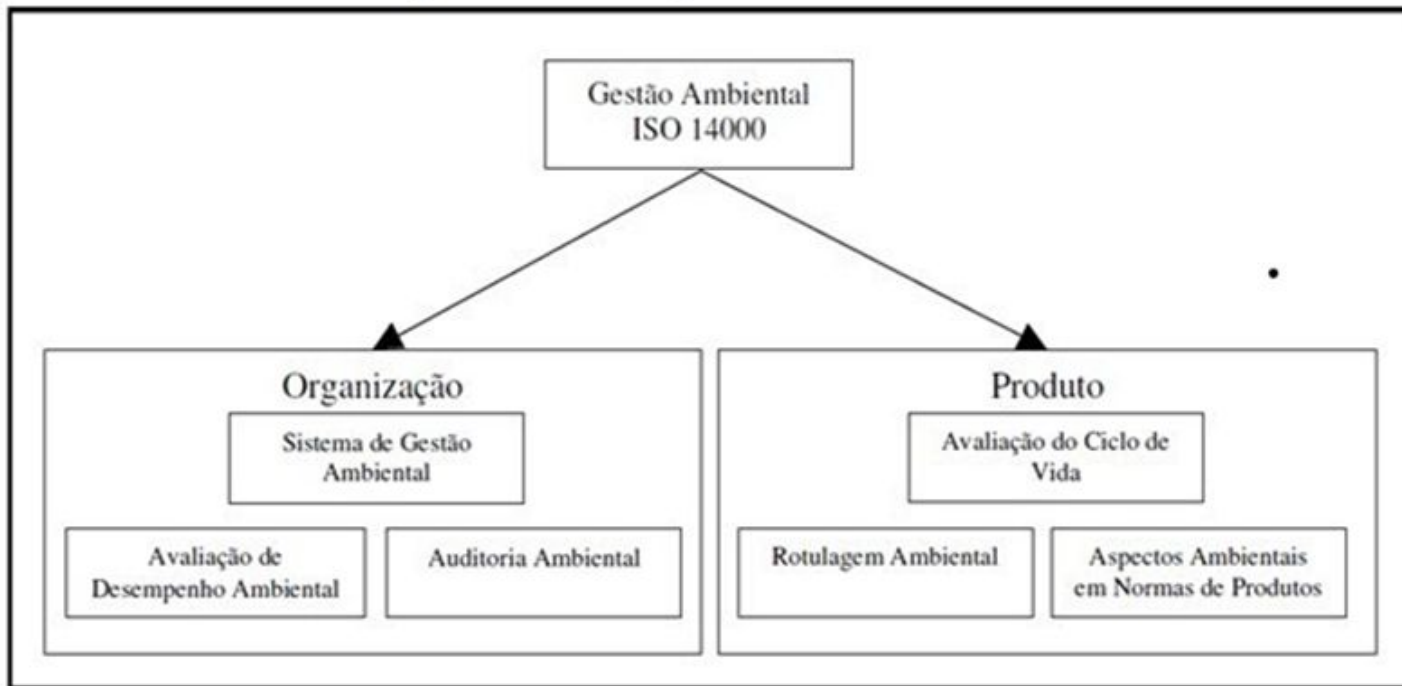 Gestão Ambiental
ISO 14000
Organização
Sistema de Gestão
Ambiental
Avaliação de
Desempenho Ambiental
Auditoria Ambiental
Produto
Avaliação do Ciclo de
Vida
Rotulagem Ambiental
Aspectos Ambientais
em Normas de Produtos